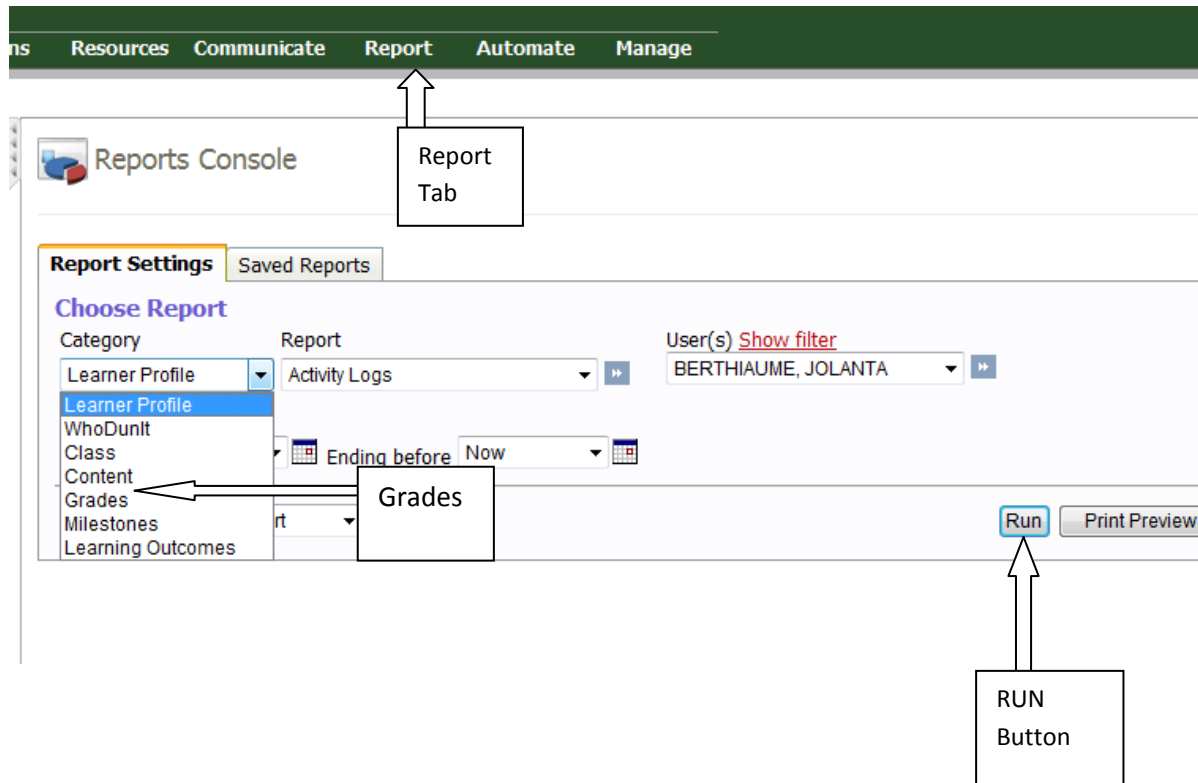 ns Resources Communicate Report Automate Manage
Reports Console
Report
Tab
Report Settings Saved Reports
Choose Report
Category Report User(s) Show filter
Learner Profile Activity Logs BERTHIAUME, JOLANTA
Learner Profile
WhoDunIt
Class
Content
Grades
Milestones
Learning Outcomes
Ending before Now
Grades
rt
Run Print Preview
RUN
Button